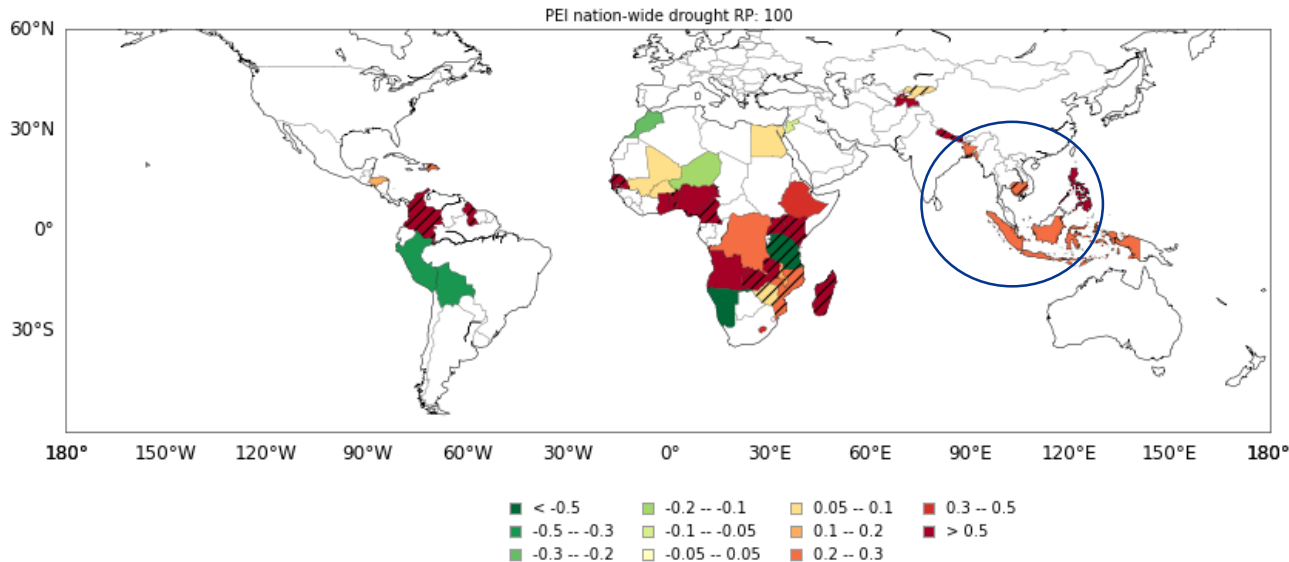 PEI nation-wide drought RP: 100
60°N
30°N
0°
30°S
180° 150°W 120°W 90°W 60°W 30°W 0° 30°E 60°E 90°E 120°E 150°E 180°
< -0.5 -0.2 -- -0.1 0.05 -- 0.1 0.3 -- 0.5
-0.5 -- -0.3 -0.1 -- -0.05 0.1 -- 0.2 > 0.5
-0.3 -- -0.2 -0.05 -- 0.05 0.2 -- 0.3